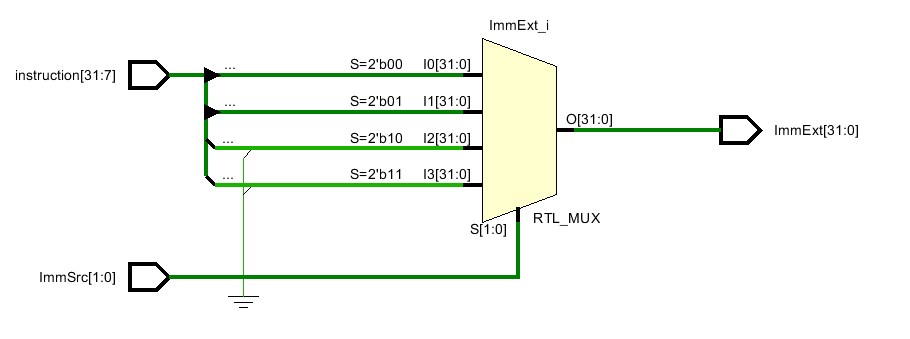 ImmExt_i
... S=2'b00 I0[31:0]
instruction[31:7]
... S=2'b01 I1[31:0]
O[31:0]
ImmExt[31:0]
... S=2'b10 I2[31:0]
... S=2'b11 I3[31:0]
RTL_MUX
S[1:0]
ImmSrc[1:0]